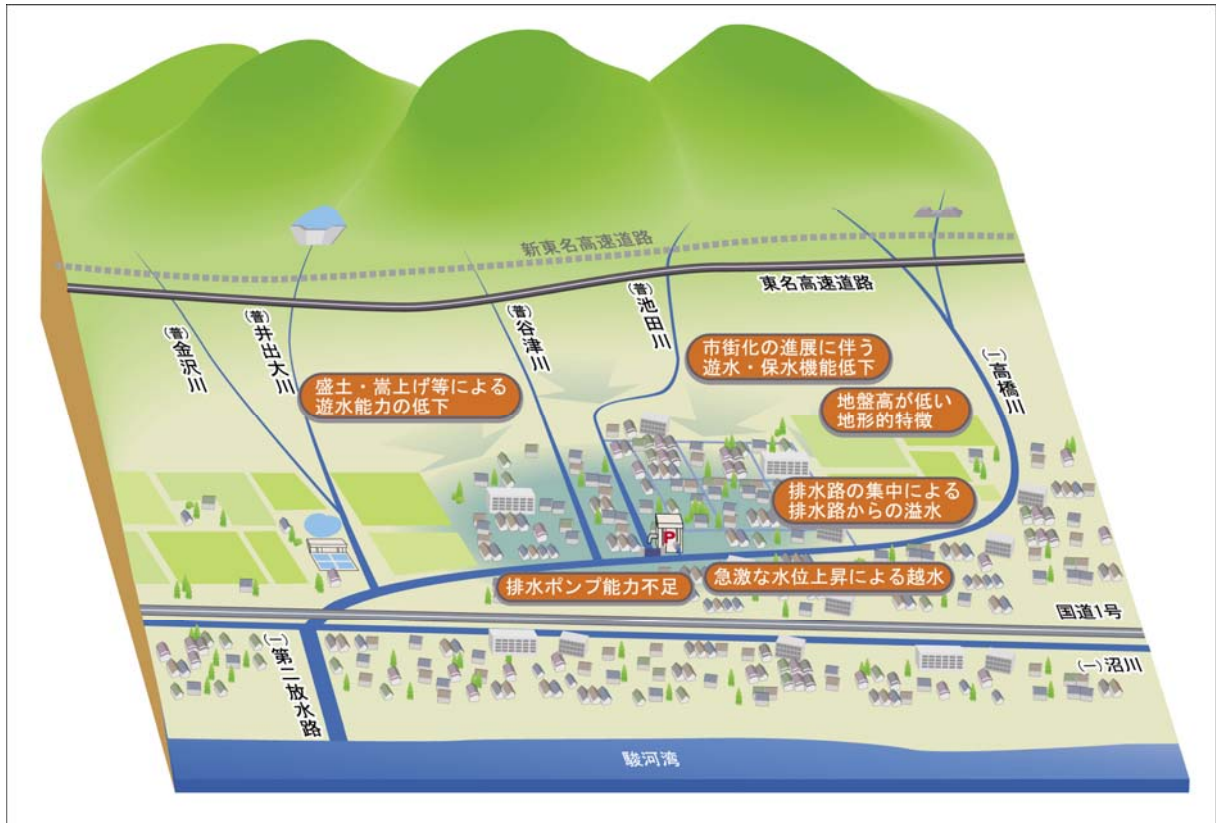 新東名高速道路
東名高速道路
(普)金沢川
(普)井出大川
(普)谷津川
(普)池田川
(一)高橋川
市街化の進展に伴う
遊水・保水機能低下
盛土・嵩上げ等による
遊水能力の低下
地盤高が低い
地形的特徴
排水路の集中による
排水路からの溢水
P
排水ポンプ能力不足
急激な水位上昇による越水
国道1号
(一)沼川
(一)第二放水路
駿河湾